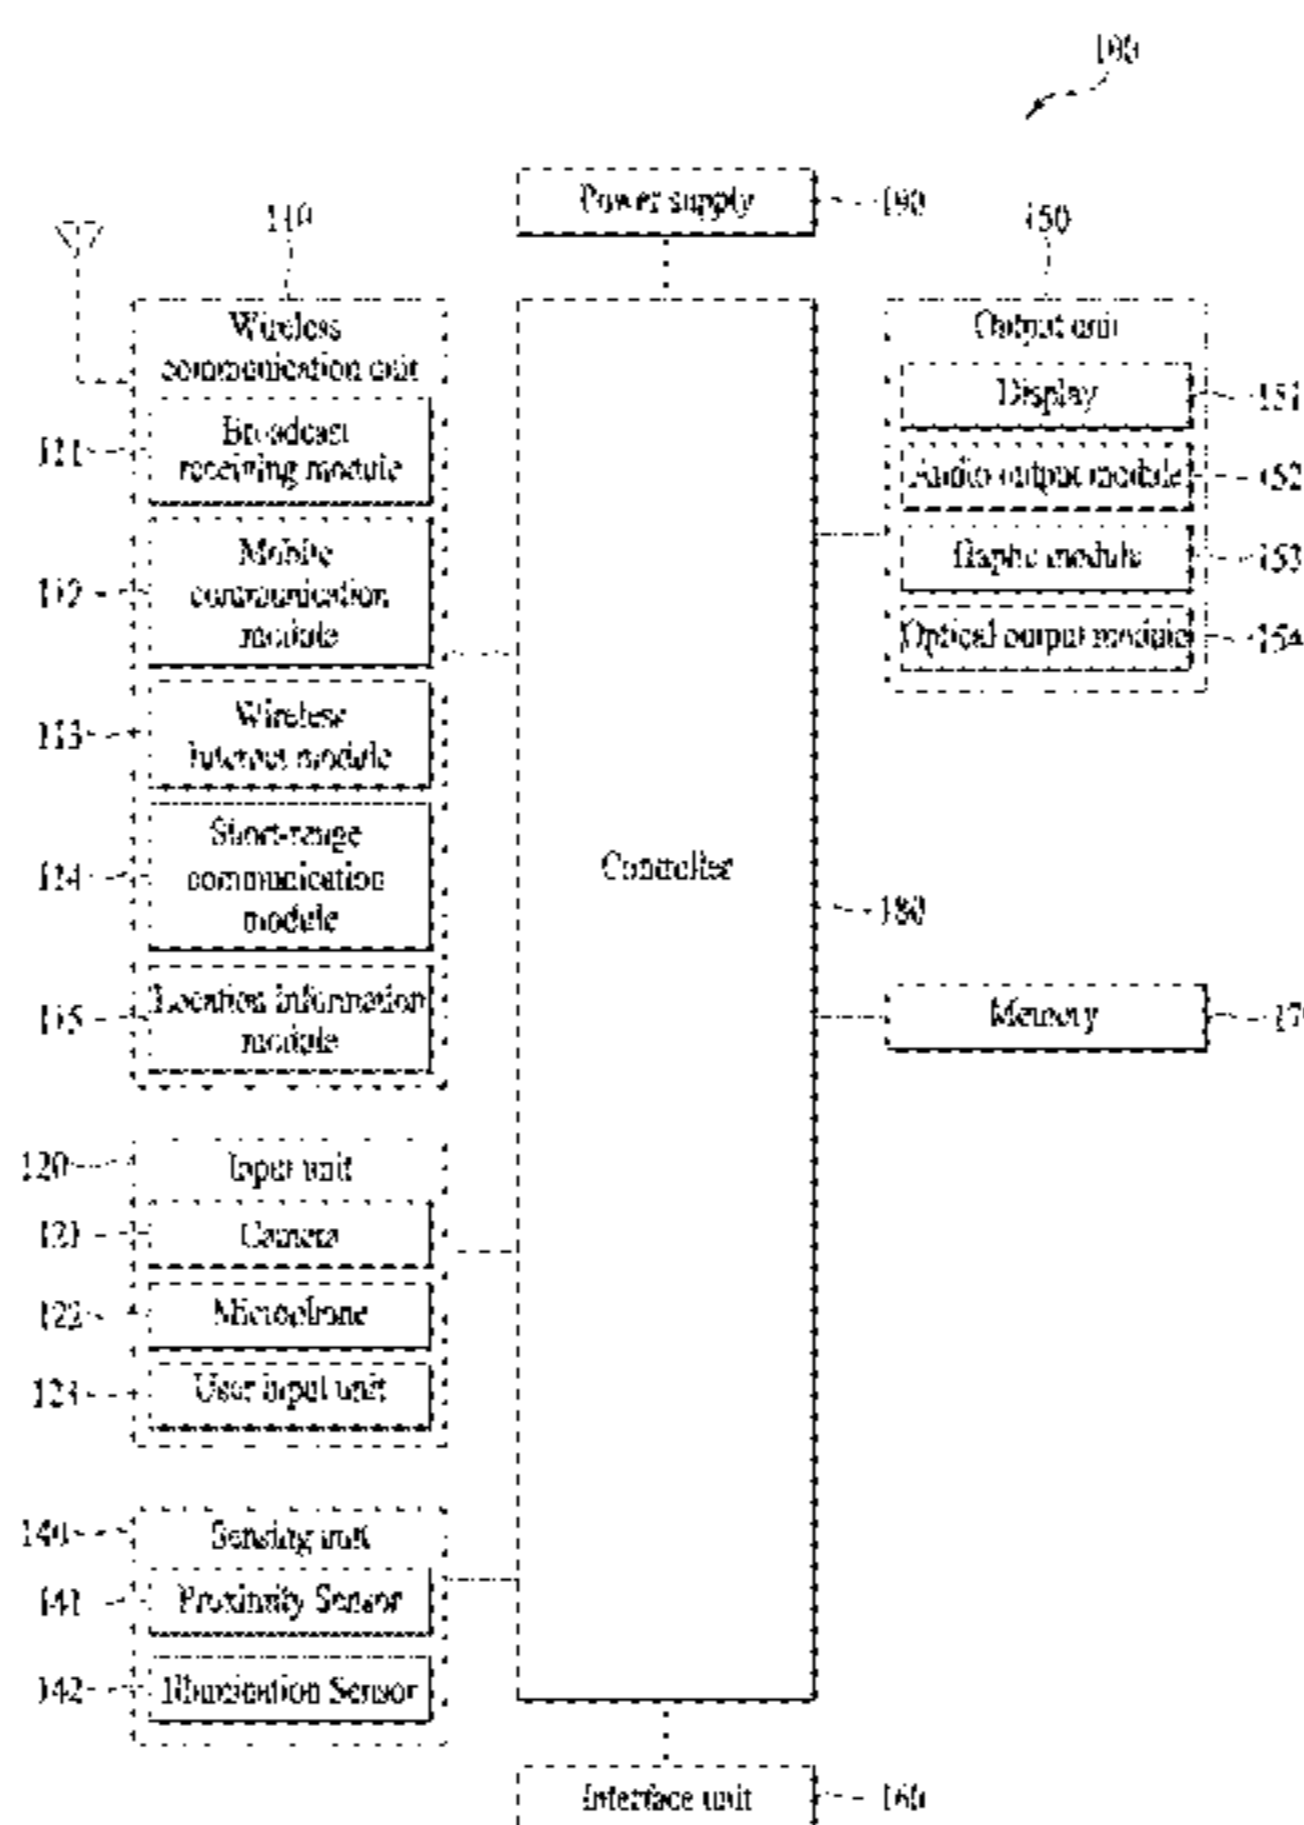 100
Power supply
190
110
150
Wireless
communication unit
Output unit
Display
151
111
Broadcast
receiving module
Audio output module
152
Haptic module
153
112
Mobile
communication
module
Optical output module
154
113
Wireless
Internet module
114
Short-range
communication
module
Controller
180
115
Location information
module
Memory
120
Input unit
121
Camera
122
Microphone
123
User input unit
140
Sensing unit
141
Proximity Sensor
142
Illumination Sensor
Interface unit
160